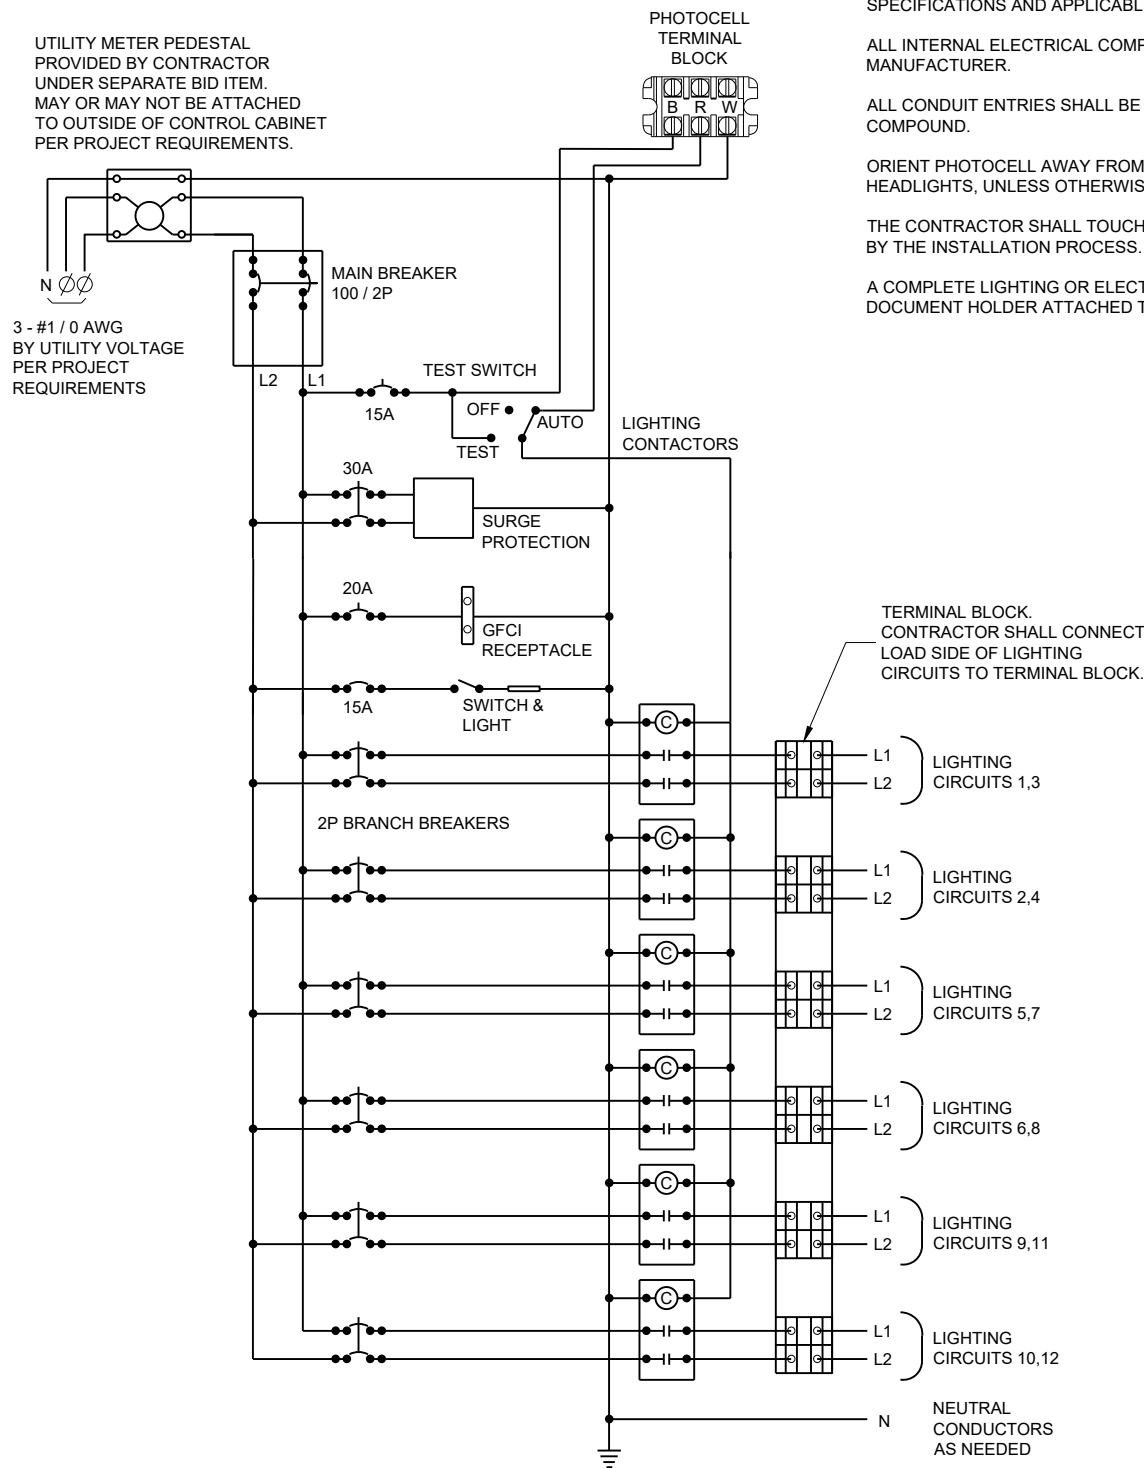 SPECIFICATIONS AND APPLICABL
ALL INTERNAL ELECTRICAL COMP
MANUFACTURER.
ALL CONDUIT ENTRIES SHALL BE
COMPOUND.
ORIENT PHOTOCELL AWAY FROM
HEADLIGHTS, UNLESS OTHERWIS
THE CONTRACTOR SHALL TOUCH
BY THE INSTALLATION PROCESS.
A COMPLETE LIGHTING OR ELECT
DOCUMENT HOLDER ATTACHED T
PHOTOCELL
TERMINAL
BLOCK
B R W
UTILITY METER PEDESTAL
PROVIDED BY CONTRACTOR
UNDER SEPARATE BID ITEM.
MAY OR MAY NOT BE ATTACHED
TO OUTSIDE OF CONTROL CABINET
PER PROJECT REQUIREMENTS.
N ØØ
3 - #1 / 0 AWG
BY UTILITY VOLTAGE
PER PROJECT
REQUIREMENTS
MAIN BREAKER
100 / 2P
L2 L1
15A
TEST SWITCH
OFF
AUTO
TEST
LIGHTING
CONTACTORS
30A
SURGE
PROTECTION
20A
GFCI
RECEPTACLE
15A
SWITCH &
LIGHT
TERMINAL BLOCK.
CONTRACTOR SHALL CONNECT
LOAD SIDE OF LIGHTING
CIRCUITS TO TERMINAL BLOCK.
C
L1
L2
LIGHTING
CIRCUITS 1,3
2P BRANCH BREAKERS
C
L1
L2
LIGHTING
CIRCUITS 2,4
C
L1
L2
LIGHTING
CIRCUITS 5,7
C
L1
L2
LIGHTING
CIRCUITS 6,8
C
L1
L2
LIGHTING
CIRCUITS 9,11
C
L1
L2
LIGHTING
CIRCUITS 10,12
N
NEUTRAL
CONDUCTORS
AS NEEDED